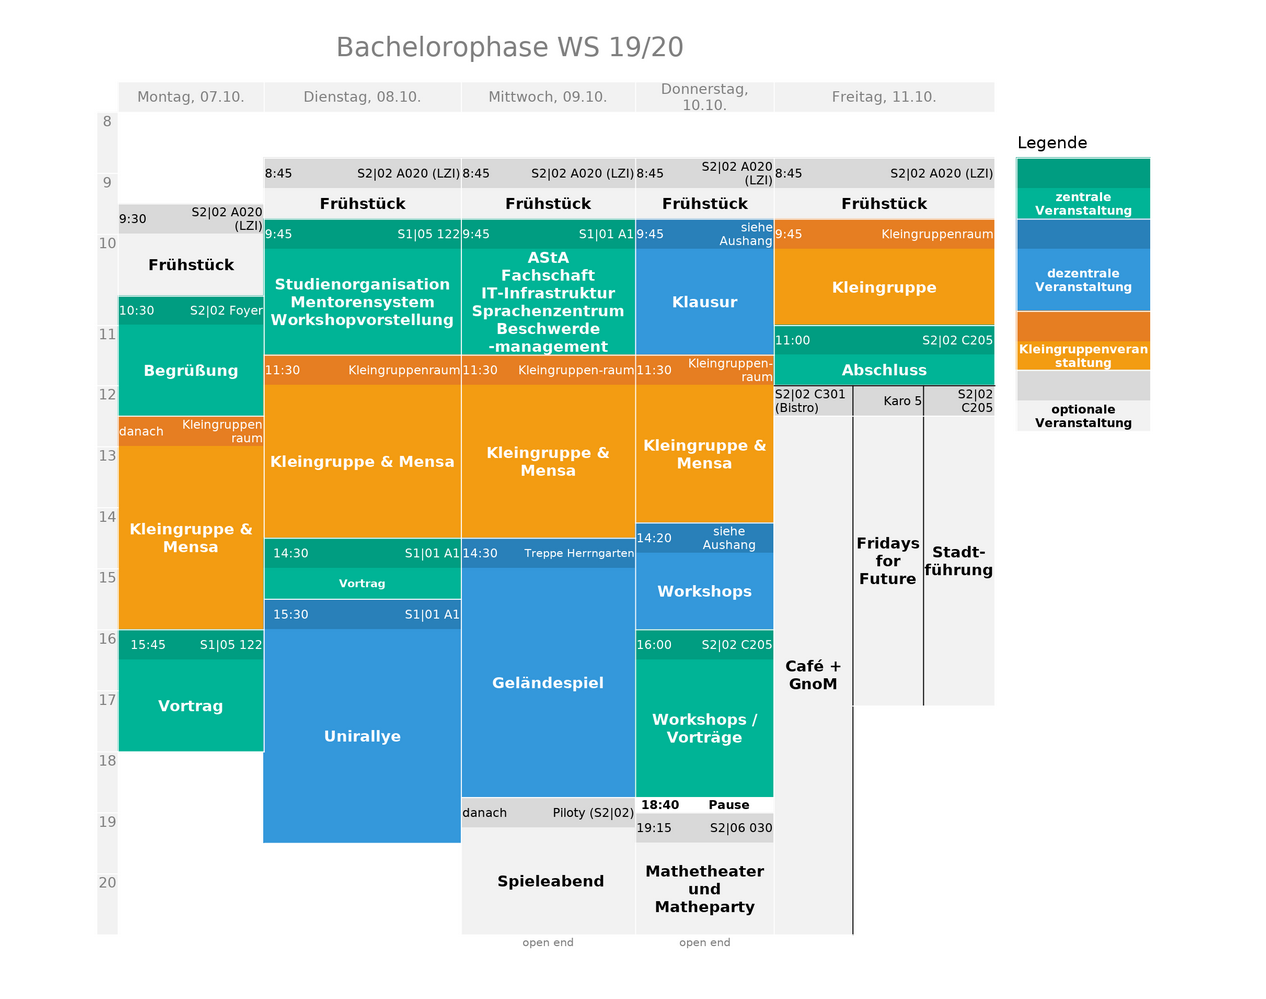 Bachelorophase WS 19/20
Montag, 07.10.
Dienstag, 08.10.
Mittwoch, 09.10.
Donnerstag,
10.10.
Freitag, 11.10.
8
9
10
11
12
13
14
15
16
17
18
19
20
9:30
S2|02 A020
(LZI)
Frühstück
10:30
S2|02 Foyer
Begrüßung
danach
Kleingruppen
raum
Kleingruppe &
Mensa
15:45
S1|05 122
Vortrag
8:45
S2|02 A020 (LZI)
Frühstück
9:45
S1|05 122
Studienorganisation
Mentorensystem
Workshopvorstellung
11:30
Kleingruppenraum
Kleingruppe & Mensa
14:30
S1|01 A1
Vortrag
15:30
S1|01 A1
Unirallye
8:45
S2|02 A020 (LZI)
Frühstück
9:45
S1|01 A1
AStA
Fachschaft
IT-Infrastruktur
Sprachenzentrum
Beschwerde
-management
11:30
Kleingruppen-raum
Kleingruppe &
Mensa
14:30
Treppe Herrngarten
Geländespiel
danach
Piloty (S2|02)
Spieleabend
open end
8:45
S2|02 A020
(LZI)
Frühstück
9:45
siehe
Aushang
Klausur
11:30
Kleingruppen-
raum
Kleingruppe &
Mensa
14:20
siehe
Aushang
Workshops
16:00
S2|02 C205
Workshops /
Vorträge
18:40
Pause
19:15
S2|06 030
Mathetheater
und
Matheparty
open end
8:45
S2|02 A020 (LZI)
Frühstück
9:45
Kleingruppenraum
Kleingruppe
11:00
S2|02 C205
Abschluss
S2|02 C301
(Bistro)
Café +
GnoM
Karo 5
Fridays
for
Future
S2|02
C205
Stadt-
führung
Legende
zentrale
Veranstaltung
dezentrale
Veranstaltung
Kleingruppenveran
staltung
optionale
Veranstaltung